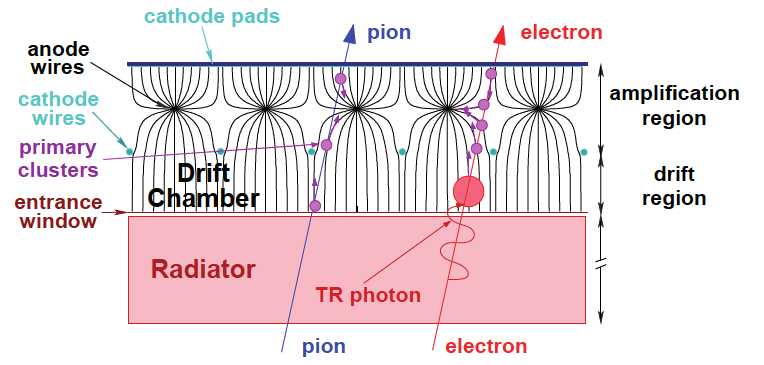 cathode pads
pion
electron
anode
wires
cathode
wires
primary
clusters
entrance
window
Drift
Chamber
amplification
region
drift
region
Radiator
TR photon
pion
electron